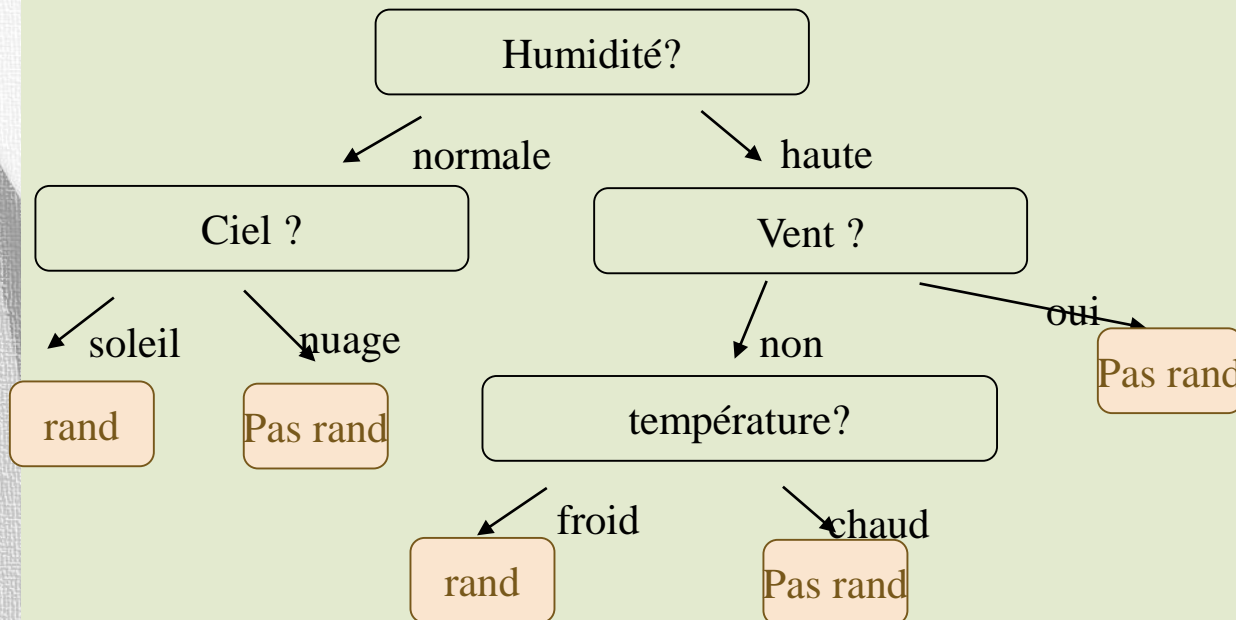 Humidité?
normale
haute
Ciel ?
Vent ?
soleil
nuage
non
oui
rand
Pas rand
température?
Pas rand
froid
chaud
rand
Pas rand